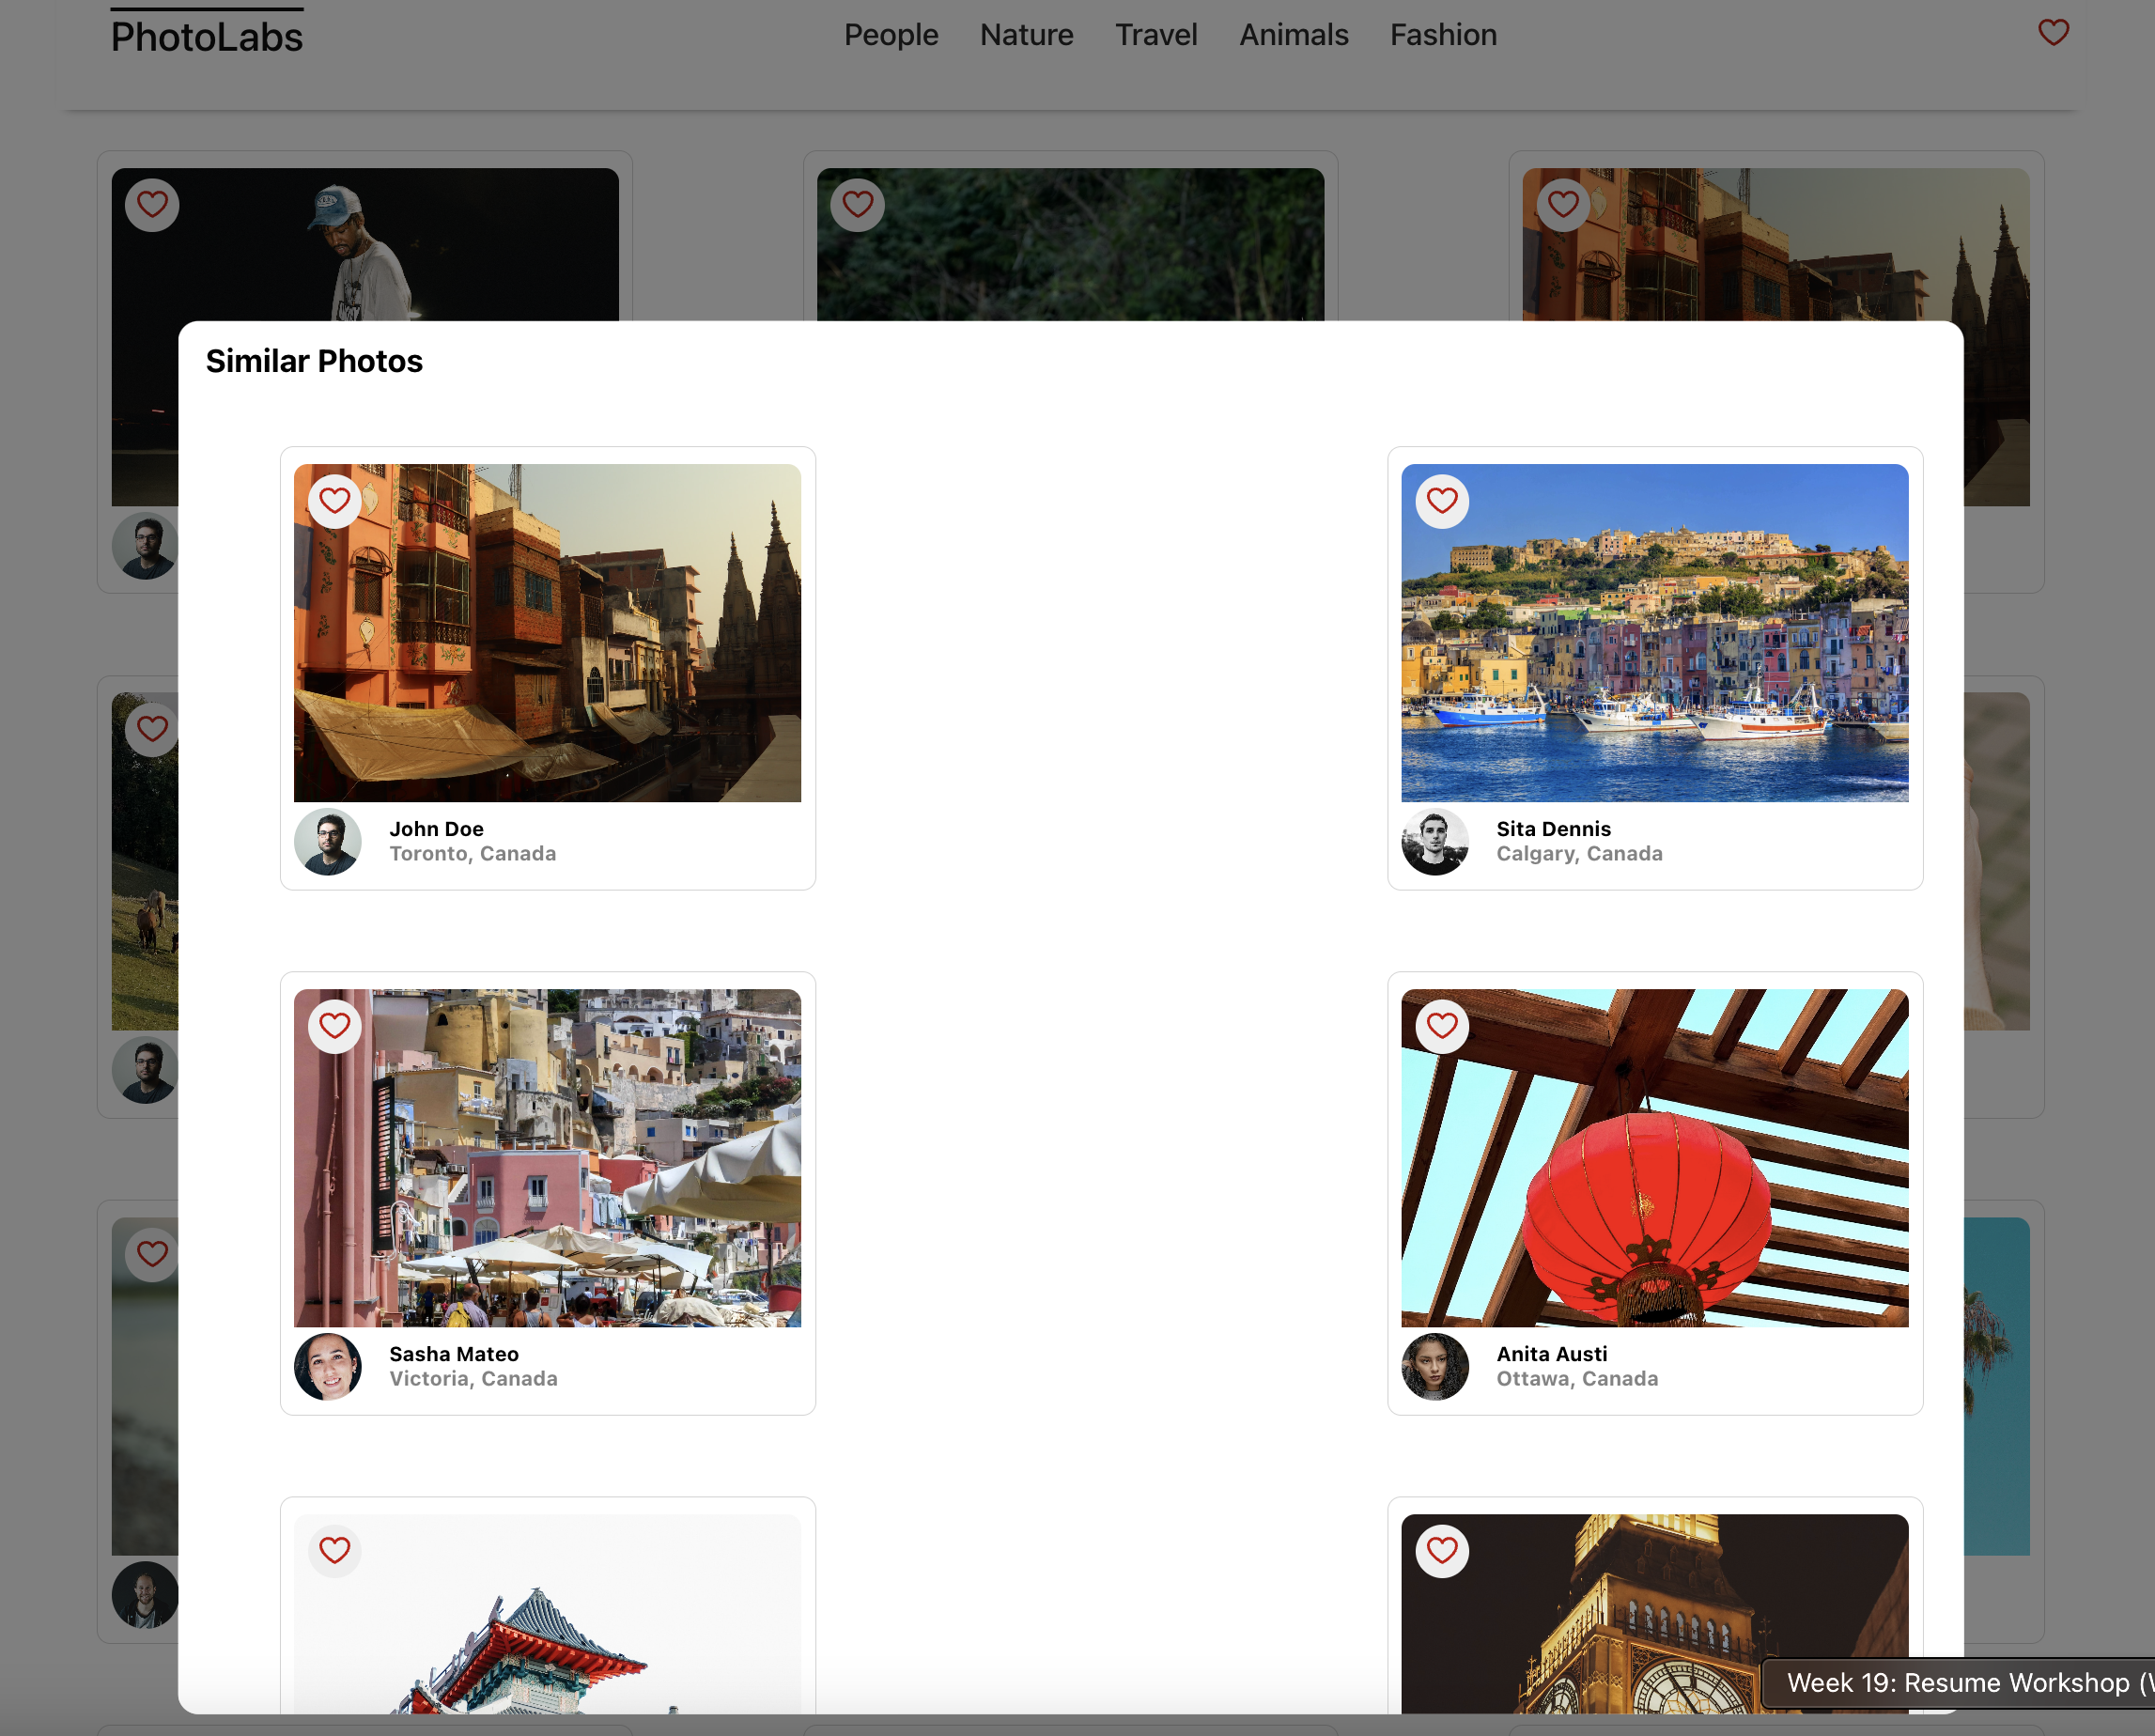 PhotoLabs
People Nature Travel Animals Fashion
Similar Photos
John Doe
Toronto, Canada
Sita Dennis
Calgary, Canada
Sasha Mateo
Victoria, Canada
Anita Austi
Ottawa, Canada
Week 19: Resume Workshop (